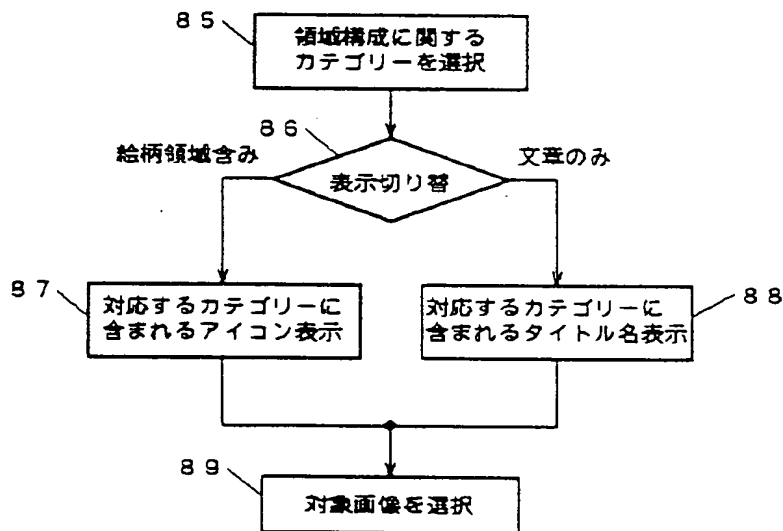 ８５
領域構成に関する
カテゴリーを選択
８６
絵柄領域含み
表示切り替
文章のみ
８７
対応するカテゴリーに
含まれるアイコン表示
対応するカテゴリーに
含まれるタイトル名表示
８８
８９
対象画像を選択